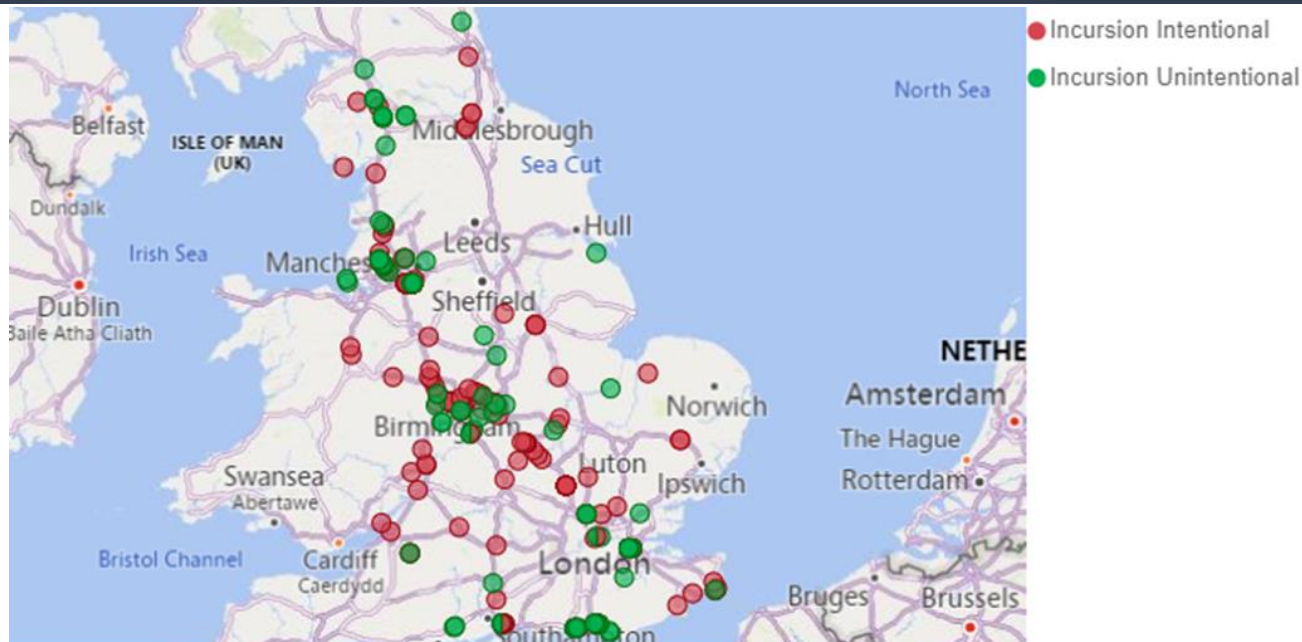 Incursion Intentional
Incursion Unintentional
North Sea
Belfast
ISLE OF MAN
(UK)
Middlesbrough
Sea Cut
Dundalk
Hull
Leeds
Irish Sea
Manches
Dublin
Baile Atha Cliath
Sheffield
NETHE
Amsterdam
Norwich
The Hague
Birmingham
Luton
Rotterdam
Swansea
Abertawe
Ipswich
Bristol Channel
Cardiff
Caerdydd
London
Bruges
Brussels
Southampton